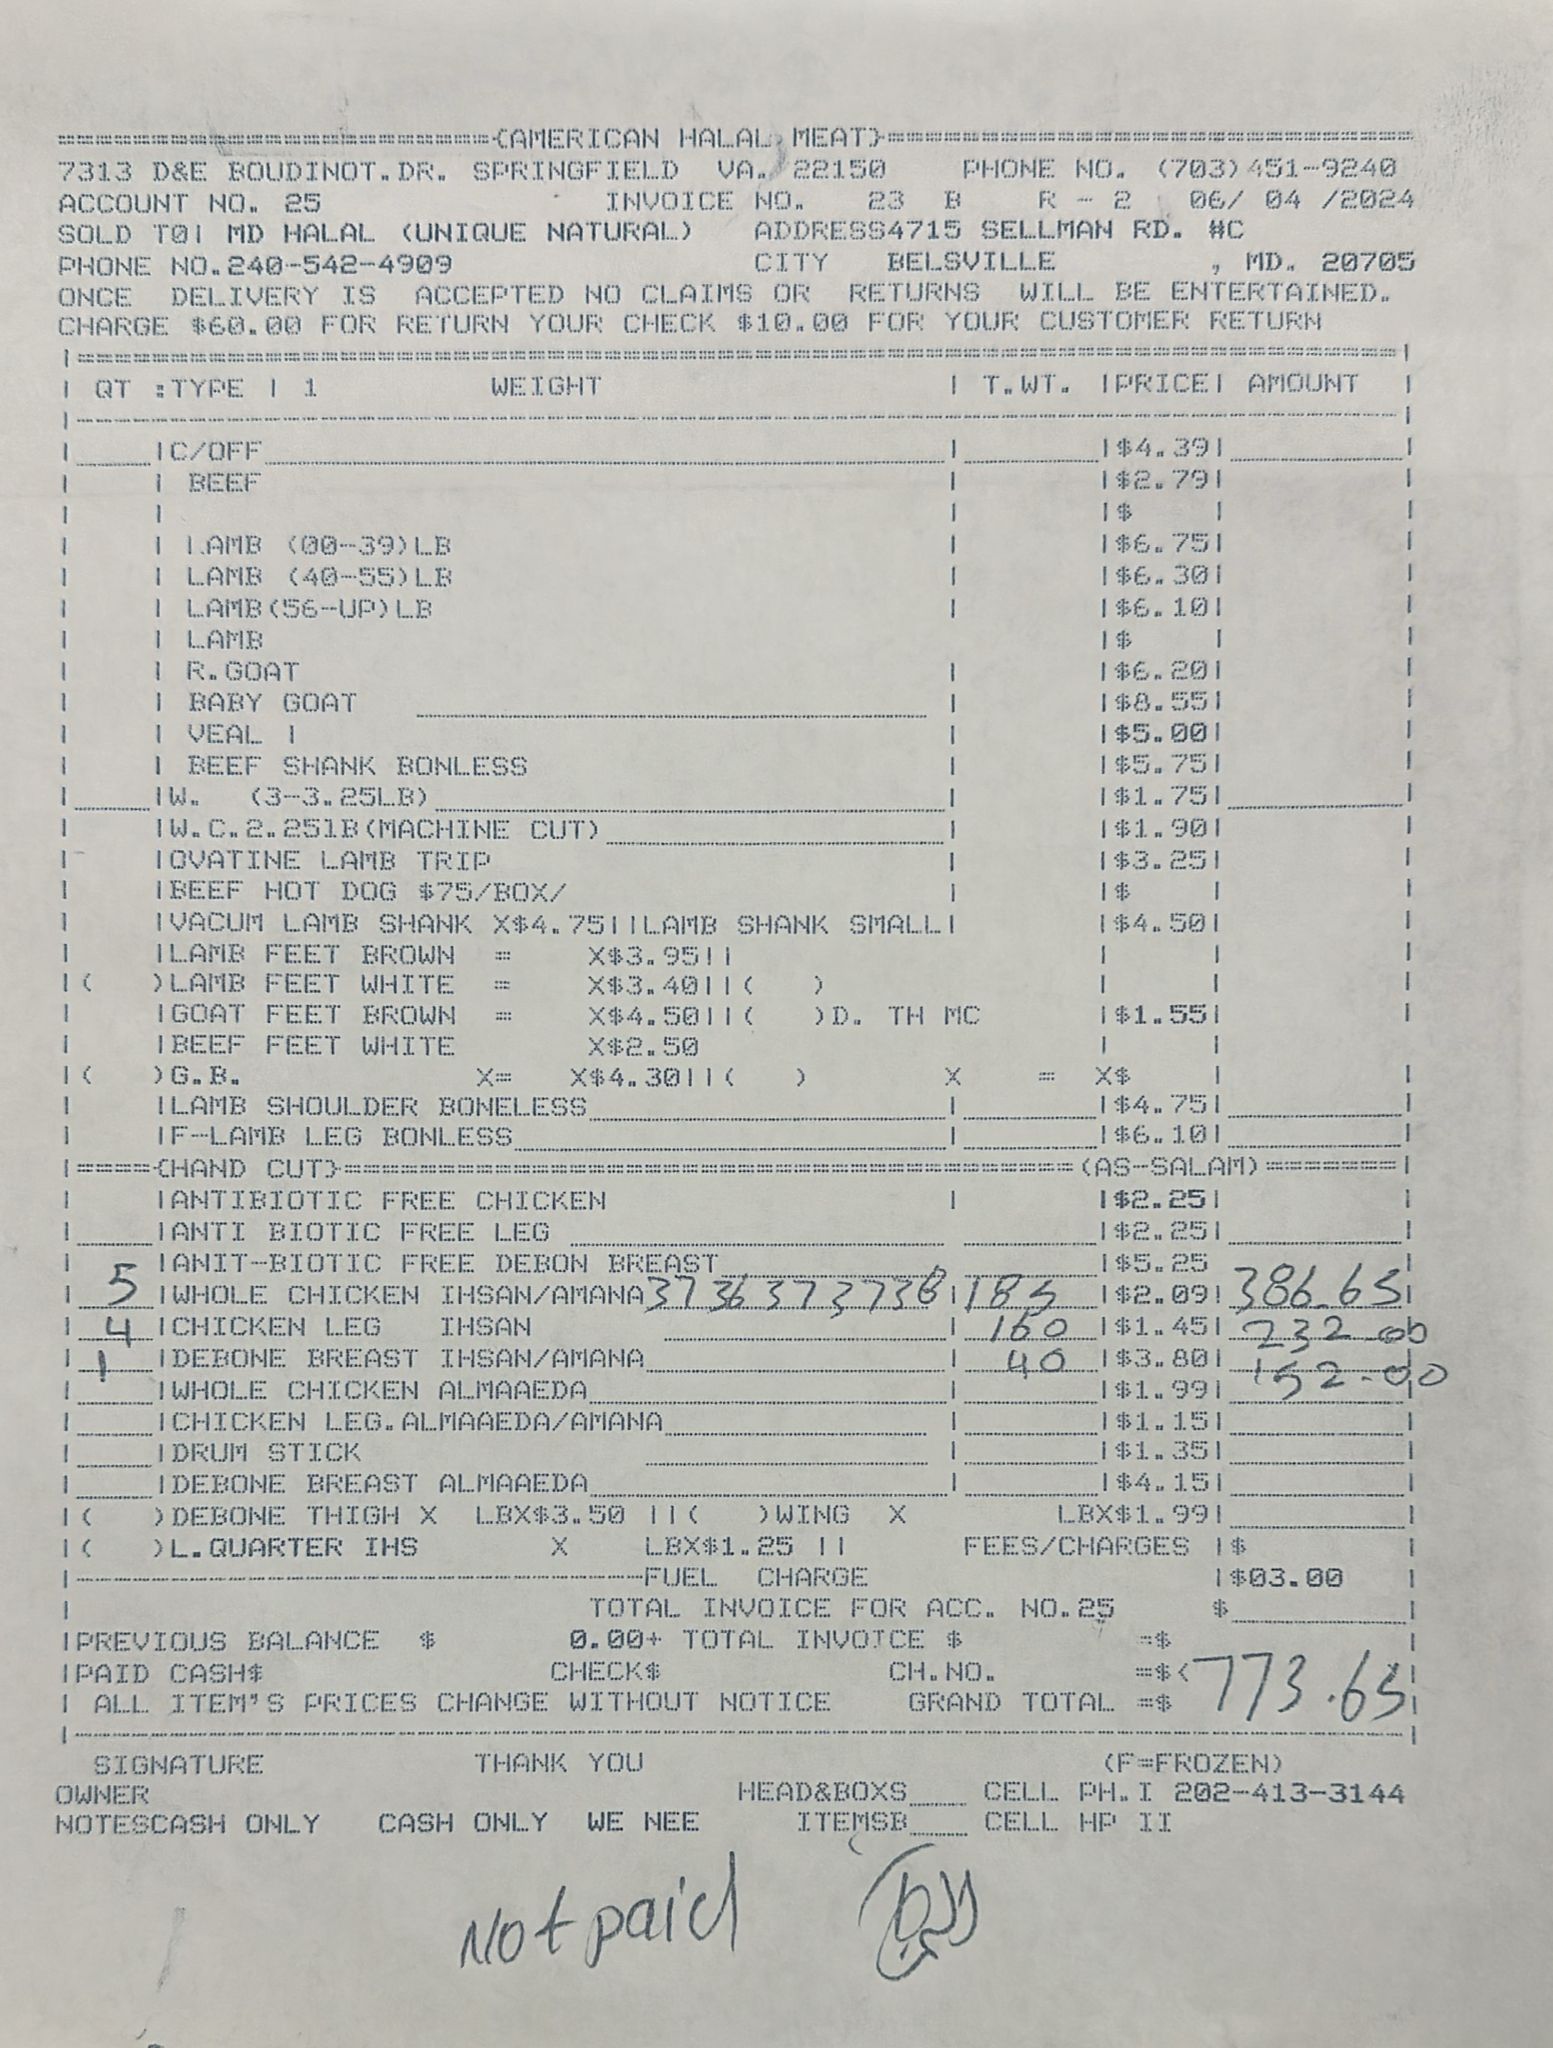 {AMERICAN HALAL MEAT}
7313 D&E BOUDINOT.DR. SPRINGFIELD VA. 22150 PHONE NO. (703)451-9240
ACCOUNT NO. 25 INVOICE NO. 23 B R - 2 06/ 04 /2024
SOLD TO| MD HALAL (UNIQUE NATURAL) ADDRESS4715 SELLMAN RD. #C
PHONE NO.240-542-4909 CITY BELSVILLE , MD. 20705
ONCE DELIVERY IS ACCEPTED NO CLAIMS OR RETURNS WILL BE ENTERTAINED.
CHARGE $60.00 FOR RETURN YOUR CHECK $10.00 FOR YOUR CUSTOMER RETURN
| QT :TYPE | 1 WEIGHT | T.WT. |PRICE| AMOUNT |
|C/OFF |$4.39|
| BEEF |$2.79|
|$ |
| LAMB (00-39)LB |$6.75|
| LAMB (40-55)LB |$6.30|
| LAMB(56-UP)LB |$6.10|
| LAMB |$ |
| R.GOAT |$6.20|
| BABY GOAT |$8.55|
| VEAL | |$5.00|
| BEEF SHANK BONLESS |$5.75|
|W. (3-3.25LB) |$1.75|
|W.C.2.25lB(MACHINE CUT) |$1.90|
|OVATINE LAMB TRIP |$3.25|
|BEEF HOT DOG $75/BOX/ |$ |
|VACUM LAMB SHANK X$4.75||LAMB SHANK SMALL| |$4.50|
|LAMB FEET BROWN = X$3.95||
|( )LAMB FEET WHITE = X$3.40||( )
|GOAT FEET BROWN = X$4.50||( )D. TH MC |$1.55|
|BEEF FEET WHITE X$2.50
|( )G.B. X= X$4.30||( ) X = X$ |
|LAMB SHOULDER BONELESS |$4.75|
|F-LAMB LEG BONLESS |$6.10|
|====={HAND CUT}=====(AS-SALAM)=======|
|ANTIBIOTIC FREE CHICKEN |$2.25|
|ANTI BIOTIC FREE LEG |$2.25|
|ANIT-BIOTIC FREE DEBON BREAST |$5.25
5 |WHOLE CHICKEN IHSAN/AMANA 37 36 37 37 38 | 185 |$2.09| 386.65
4 |CHICKEN LEG IHSAN | 160 |$1.45| 232.00
1 |DEBONE BREAST IHSAN/AMANA | 40 |$3.80| 152.00
|WHOLE CHICKEN ALMAAEDA |$1.99|
|CHICKEN LEG.ALMAAEDA/AMANA |$1.15|
|DRUM STICK |$1.35|
|DEBONE BREAST ALMAAEDA |$4.15|
|( )DEBONE THIGH X LBX$3.50 ||( )WING X LBX$1.99|
|( )L.QUARTER IHS X LBX$1.25 || FEES/CHARGES |$
FUEL CHARGE |$03.00
TOTAL INVOICE FOR ACC. NO.25 $
|PREVIOUS BALANCE $ 0.00+ TOTAL INVOICE $ =$
|PAID CASH$ CHECK$ CH.NO. =$<
| ALL ITEM'S PRICES CHANGE WITHOUT NOTICE GRAND TOTAL =$ 773.65
SIGNATURE THANK YOU (F=FROZEN)
OWNER HEAD&BOXS CELL PH.I 202-413-3144
NOTESCASH ONLY CASH ONLY WE NEE ITEMSB CELL HP II
Not paid